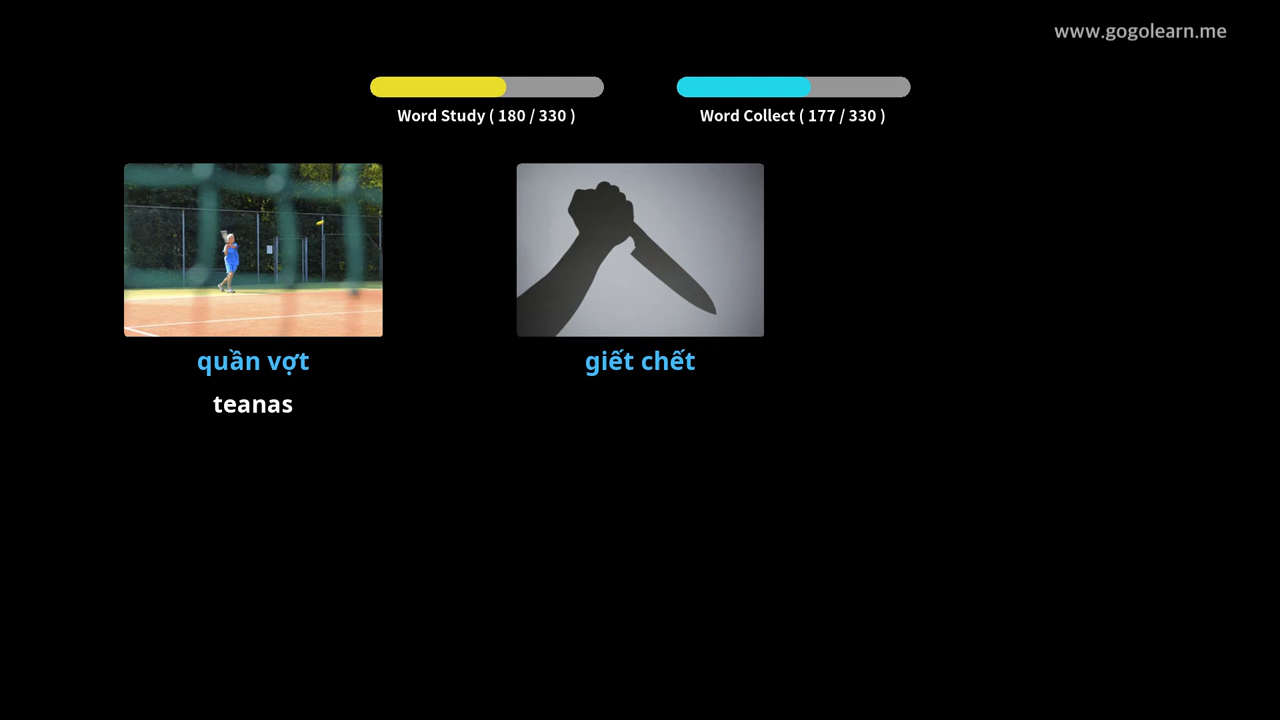 www.gogolearn.me
Word Study ( 180 / 330 )
Word Collect ( 177 / 330 )
quần vợt
giết chết
teanas